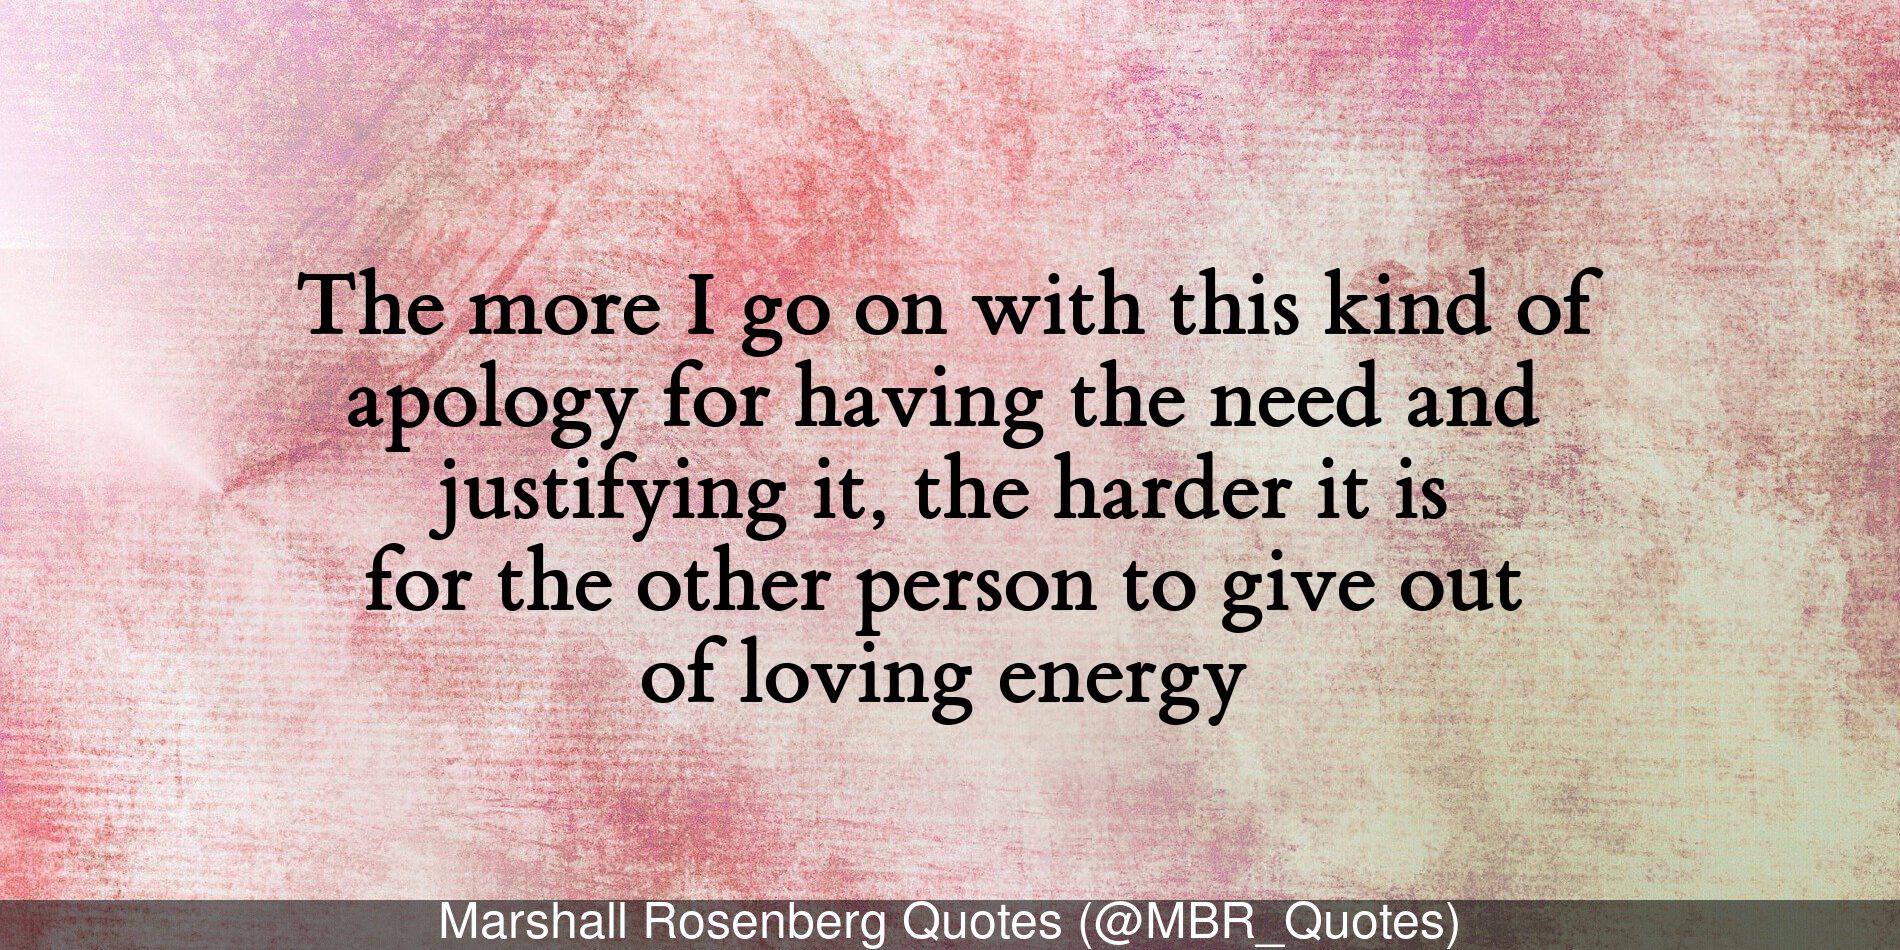 The more I go on with this kind of
apology for having the need and
justifying it, the harder it is
for the other person to give out
of loving energy
Marshall Rosenberg Quotes (@MBR_Quotes)